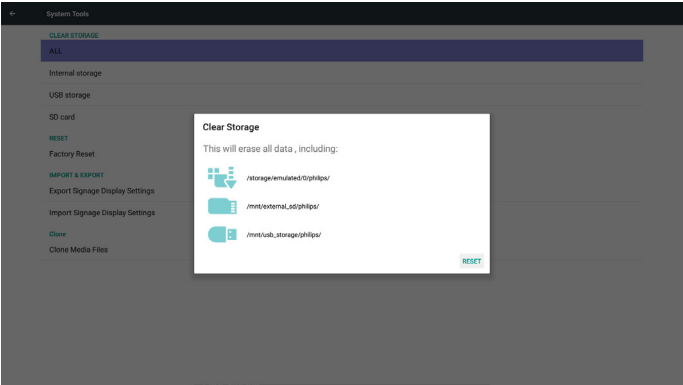 System Tools
CLEAR STORAGE
ALL
Internal storage
USB storage
SD card
RESET
Factory Reset
IMPORT & EXPORT
Export Signage Display Settings
Import Signage Display Settings
Clone
Clone Media Files
Clear Storage
This will erase all data , including:
/storage/emulated/0/philips/
/mnt/external_sd/philips/
/mnt/usb_storage/philips/
RESET